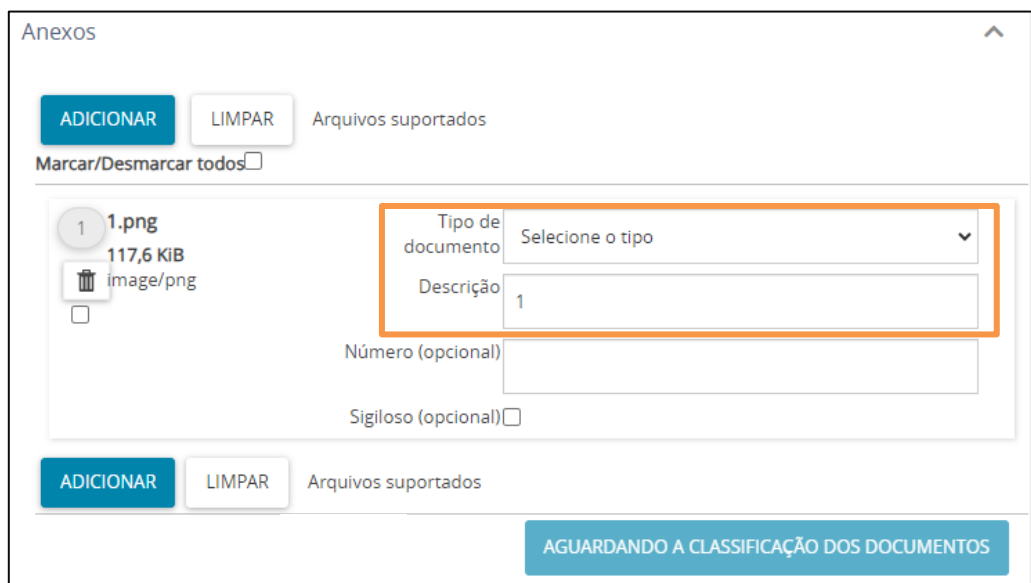 Anexos
ADICIONAR LIMPAR Arquivos suportados
Marcar/Desmarcar todos
1 1.png
117,6 KiB
image/png
Tipo de documento Selecione o tipo
Descrição 1
Número (opcional)
Sigiloso (opcional)
ADICIONAR LIMPAR Arquivos suportados
AGUARDANDO A CLASSIFICAÇÃO DOS DOCUMENTOS